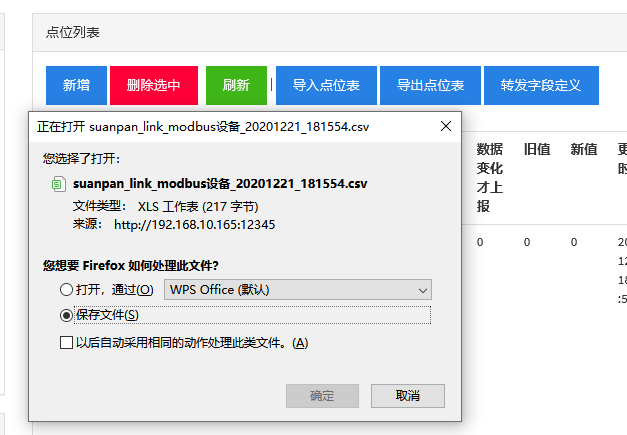 点位列表
新增
删除选中
刷新
|
导入点位表
导出点位表
转发字段定义
正在打开 suanpan_link_modbus设备_20201221_181554.csv
您选择了打开：
suanpan_link_modbus设备_20201221_181554.csv
文件类型： XLS 工作表 (217 字节)
来源： http://192.168.10.165:12345
您想要 Firefox 如何处理此文件?
打开，通过(O) WPS Office (默认)
保存文件(S)
以后自动采用相同的动作处理此类文件。(A)
确定
取消
数据
变化
才上
报
旧值
新值
0
0
0
20
12
18